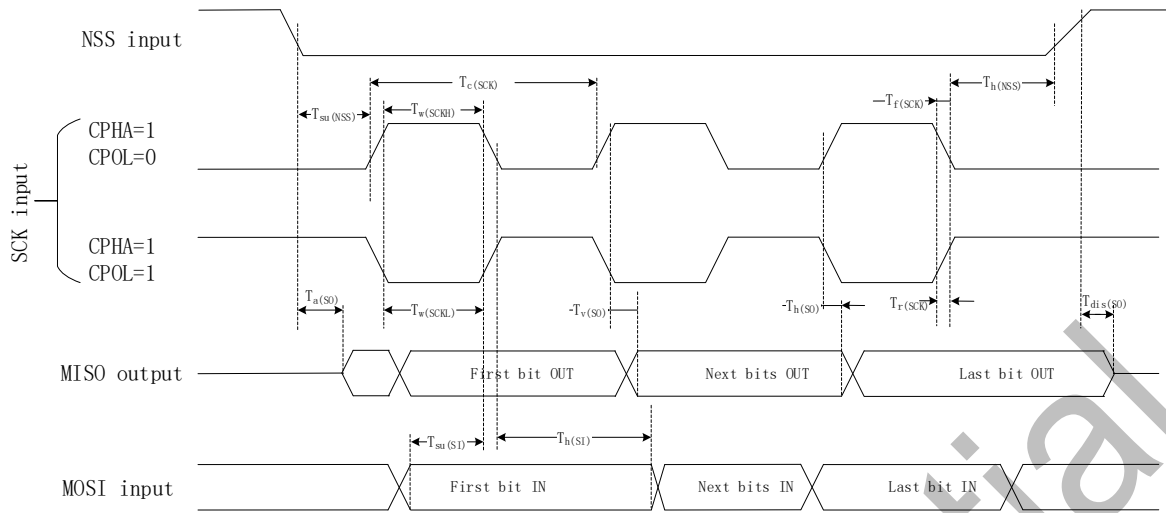 NSS input
Tc(SCK)
Th(NSS)
Tsu(NSS)
Tw(SCKH)
Tf(SCK)
SCK input
CPHA=1
CPOL=0
CPHA=1
CPOL=1
Ta(SO)
Tw(SCKL)
Tv(SO)
Th(SO)
Tr(SCK)
Tdis(SO)
MISO output
First bit OUT
Next bits OUT
Last bit OUT
Tsu(SI)
Th(SI)
MOSI input
First bit IN
Next bits IN
Last bit IN
tial